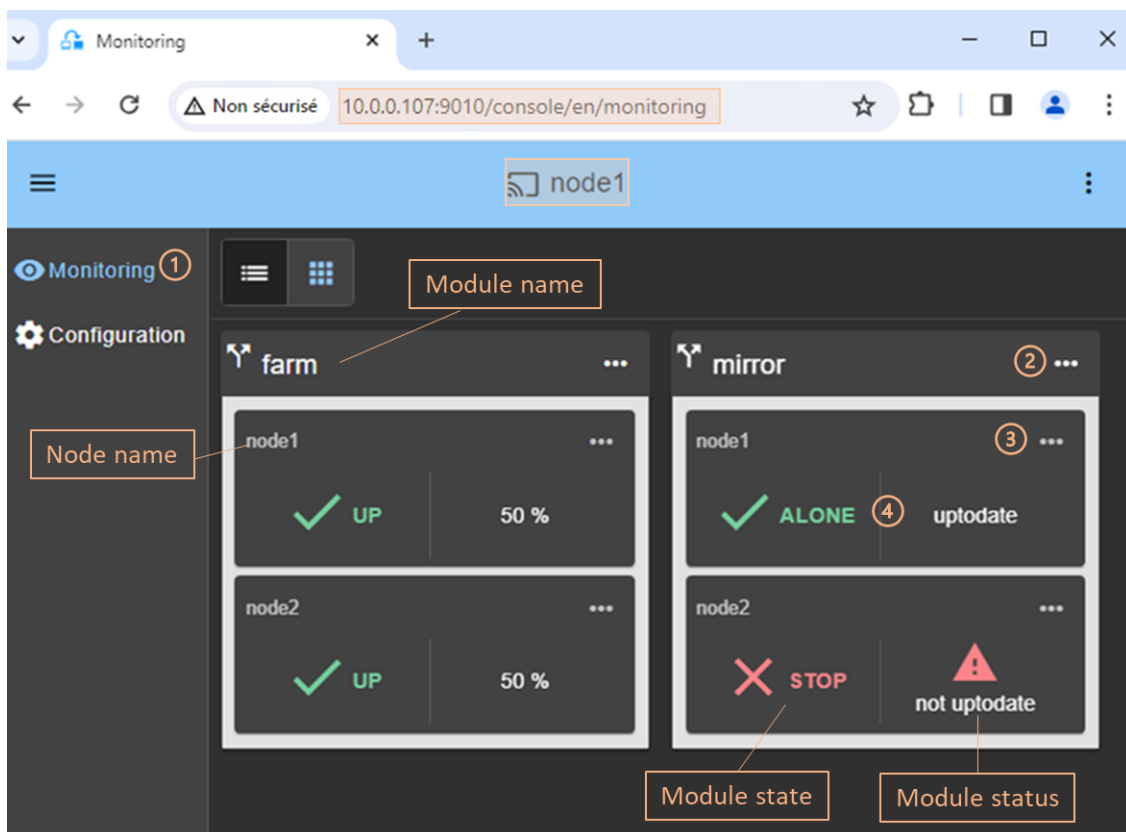 Monitoring
Non sécurisé 10.0.0.107:9010/console/en/monitoring
node1
Monitoring 1
Configuration
Module name
farm
mirror 2
Node name
node1
UP 50 %
node2
UP 50 %
node1 3
ALONE 4 uptodate
node2
STOP not uptodate
Module state
Module status